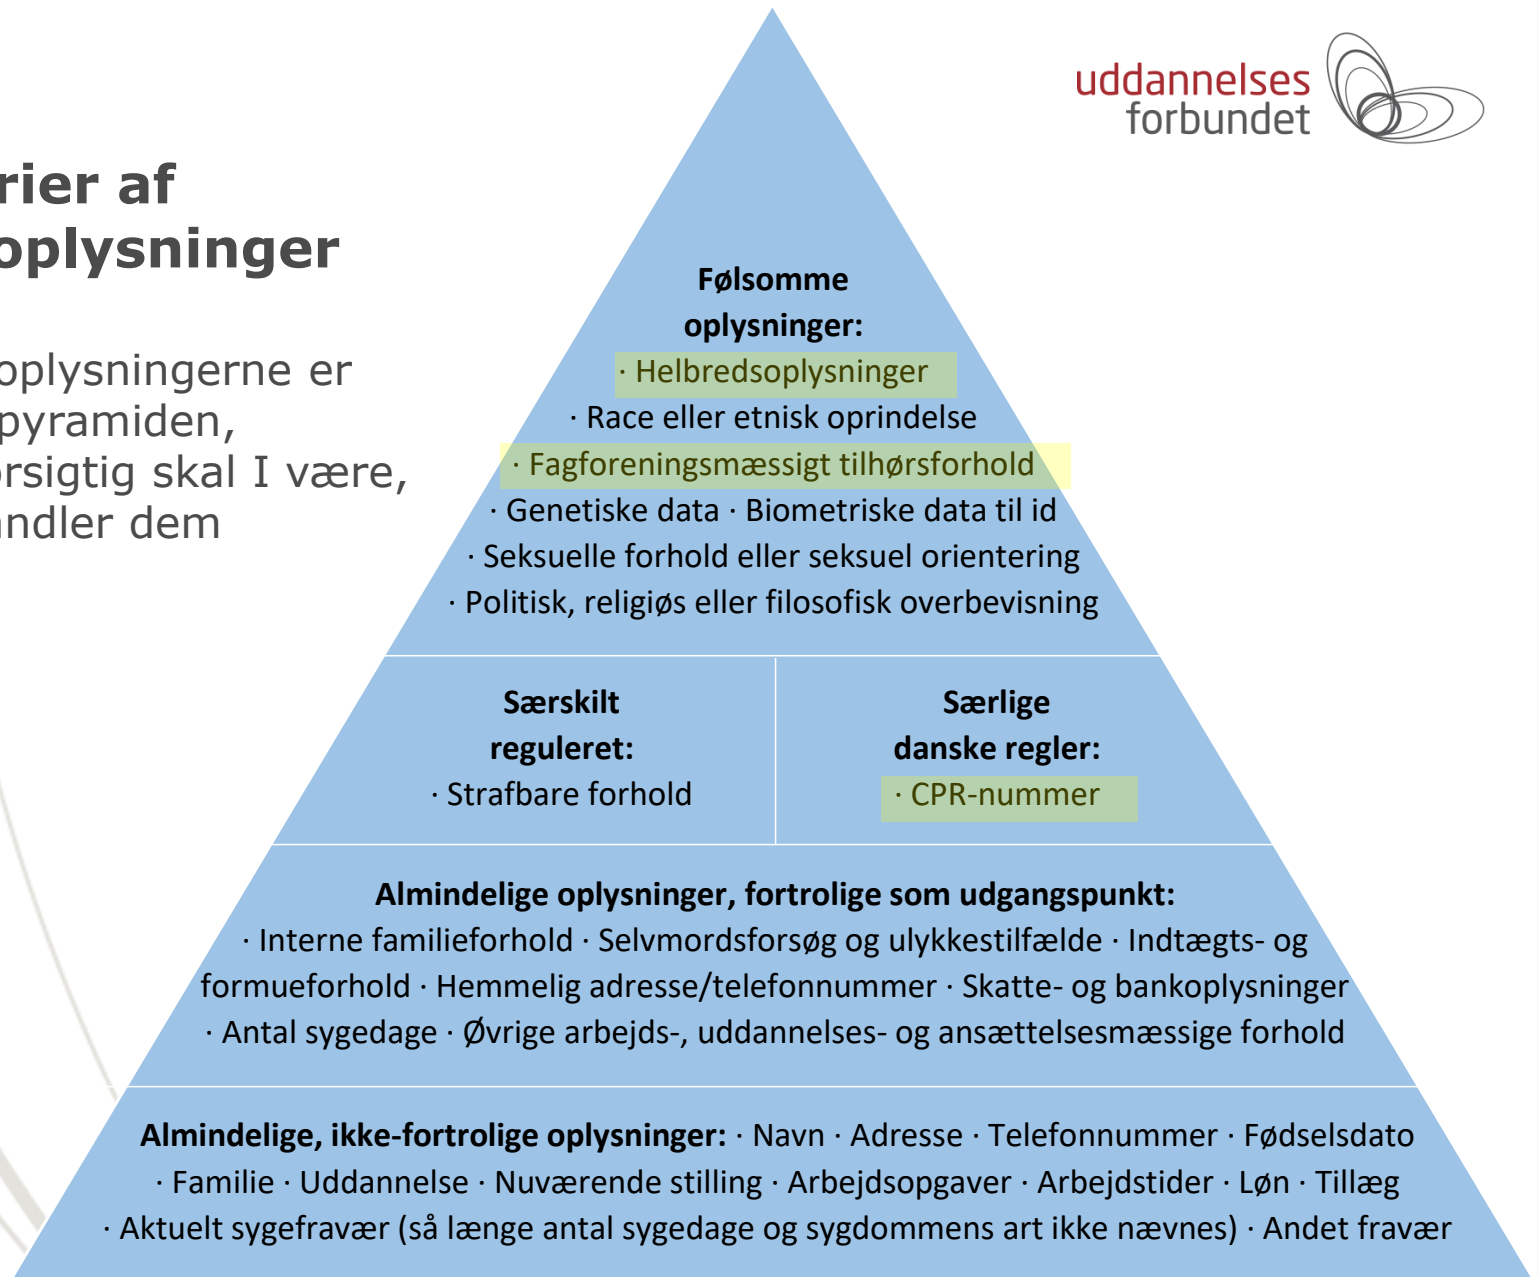 uddannelses
forbundet
rier af
oplysninger
oplysningerne er
pyramiden,
rsigtig skal I være,
ndler dem
Følsomme
oplysninger:
· Helbredsoplysninger
· Race eller etnisk oprindelse
· Fagforeningsmæssigt tilhørsforhold
· Genetiske data · Biometriske data til id
· Seksuelle forhold eller seksuel orientering
· Politisk, religiøs eller filosofisk overbevisning
Særskilt
reguleret:
· Strafbare forhold
Særlige
danske regler:
· CPR-nummer
Almindelige oplysninger, fortrolige som udgangspunkt:
· Interne familieforhold · Selvmordsforsøg og ulykkestilfælde · Indtægts- og
formueforhold · Hemmelig adresse/telefonnummer · Skatte- og bankoplysninger
· Antal sygedage · Øvrige arbejds-, uddannelses- og ansættelsesmæssige forhold
Almindelige, ikke-fortrolige oplysninger: · Navn · Adresse · Telefonnummer · Fødselsdato
· Familie · Uddannelse · Nuværende stilling · Arbejdsopgaver · Arbejdstider · Løn · Tillæg
· Aktuelt sygefravær (så længe antal sygedage og sygdommens art ikke nævnes) · Andet fravær